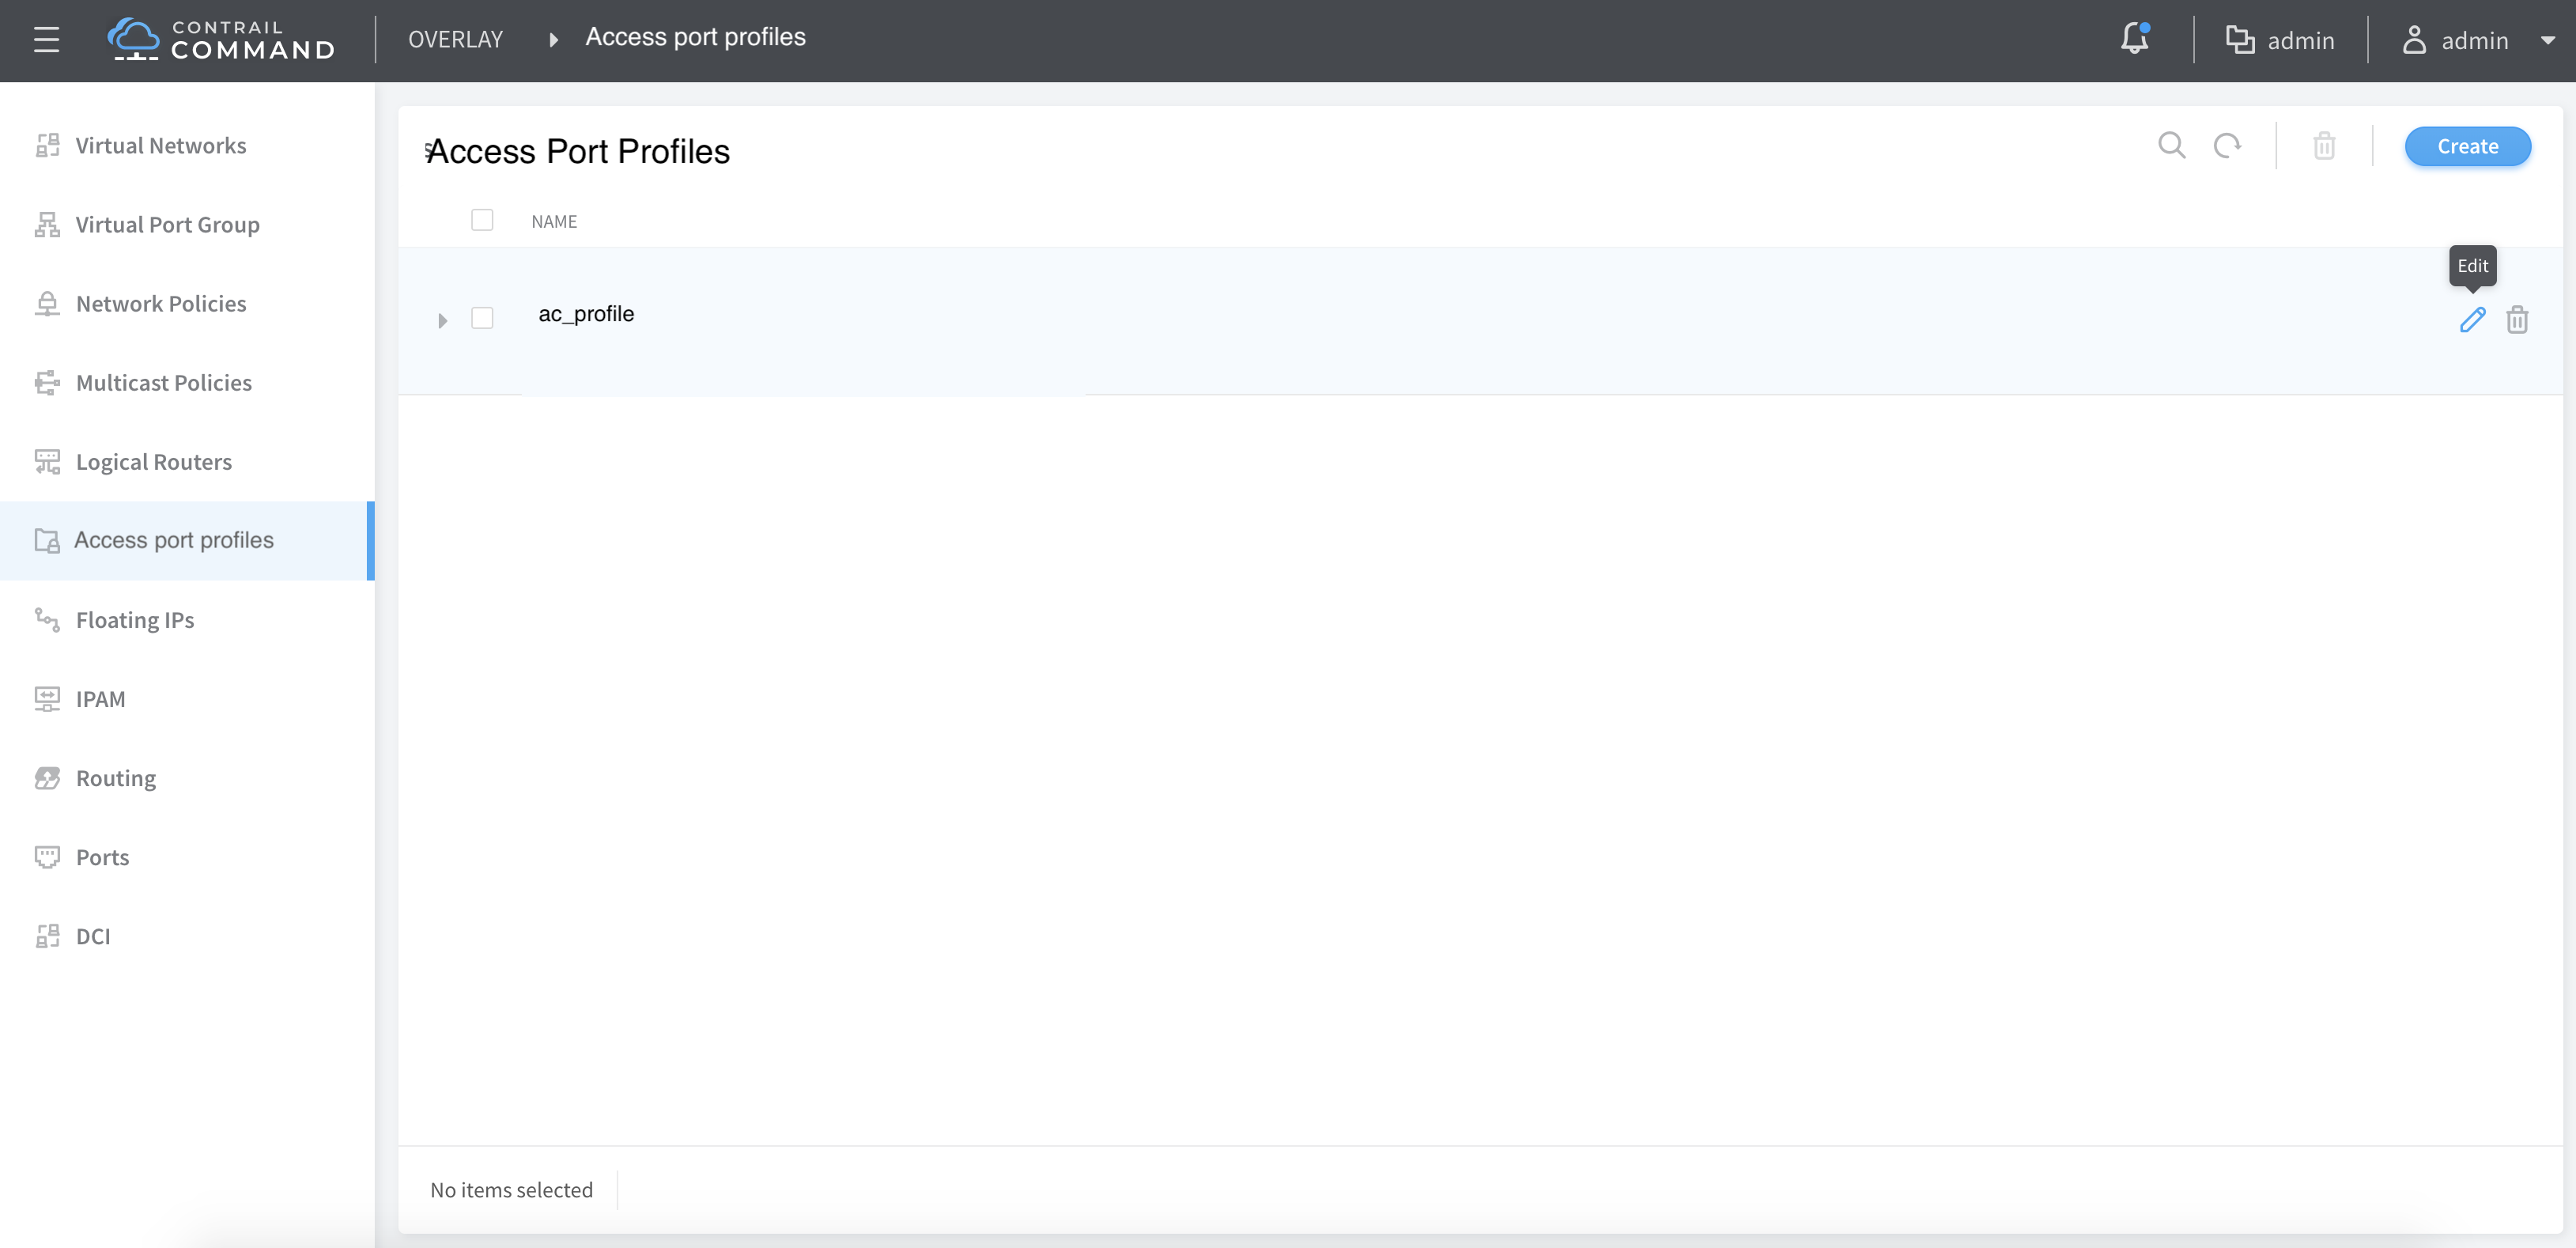 CONTRAIL
COMMAND
OVERLAY
Access port profiles
admin
admin
Virtual Networks
Virtual Port Group
Network Policies
Multicast Policies
Logical Routers
Access port profiles
Floating IPs
IPAM
Routing
Ports
DCI
Access Port Profiles
Create
NAME
Edit
ac_profile
No items selected